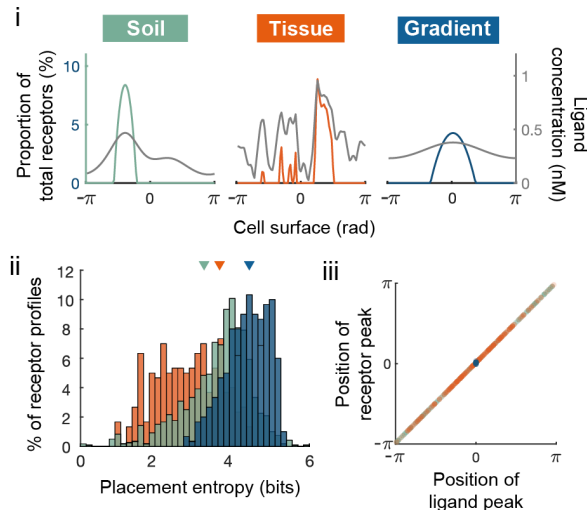 i
Soil
Tissue
Gradient
Proportion of
total receptors (%)
10
5
0
-π
0
π
-π
0
π
-π
0
π
1
0.5
0
Ligand
concentration (nM)
Cell surface (rad)
ii
% of receptor profiles
12
10
8
6
4
2
0
0
2
4
6
Placement entropy (bits)
iii
Position of
receptor peak
π
0
-π
-π
0
π
Position of
ligand peak